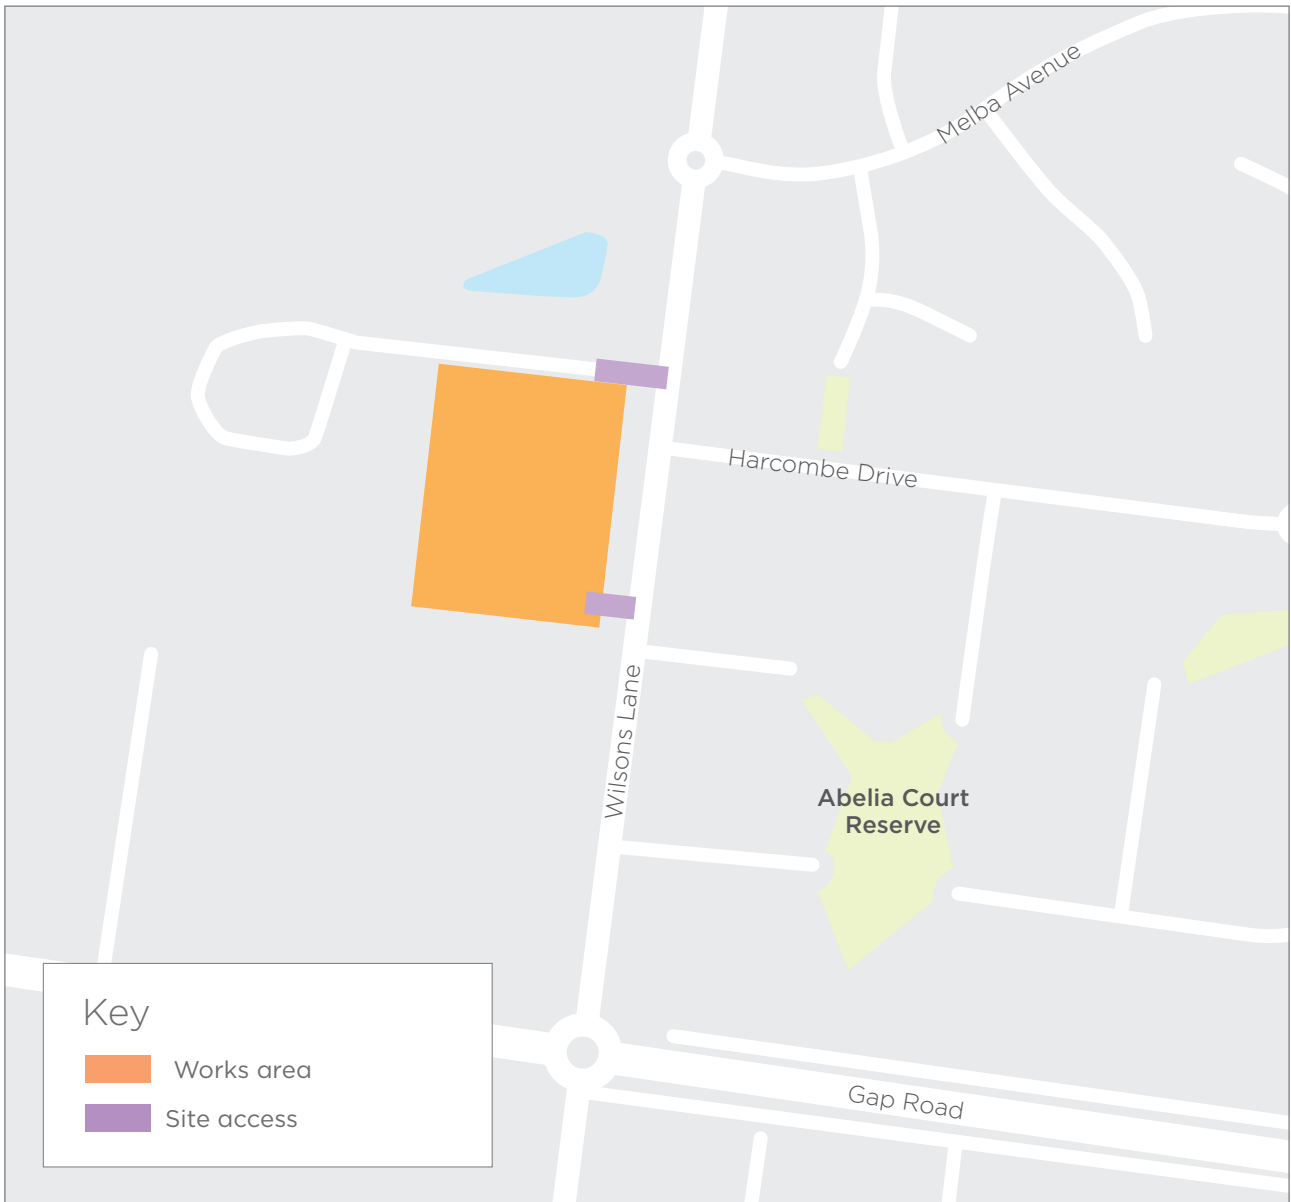 Melba Avenue
Harcombe Drive
Wilsons Lane
Abelia Court
Reserve
Gap Road
Key
Works area
Site access